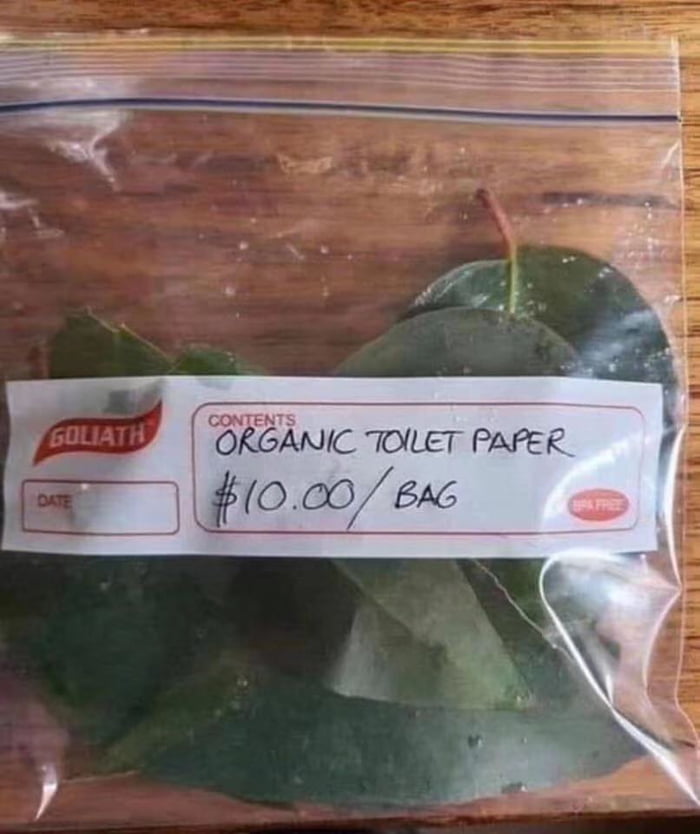 GOLIATH
CONTENTS
ORGANIC TOILET PAPER
DATE
$10.00/BAG
BPA FREE